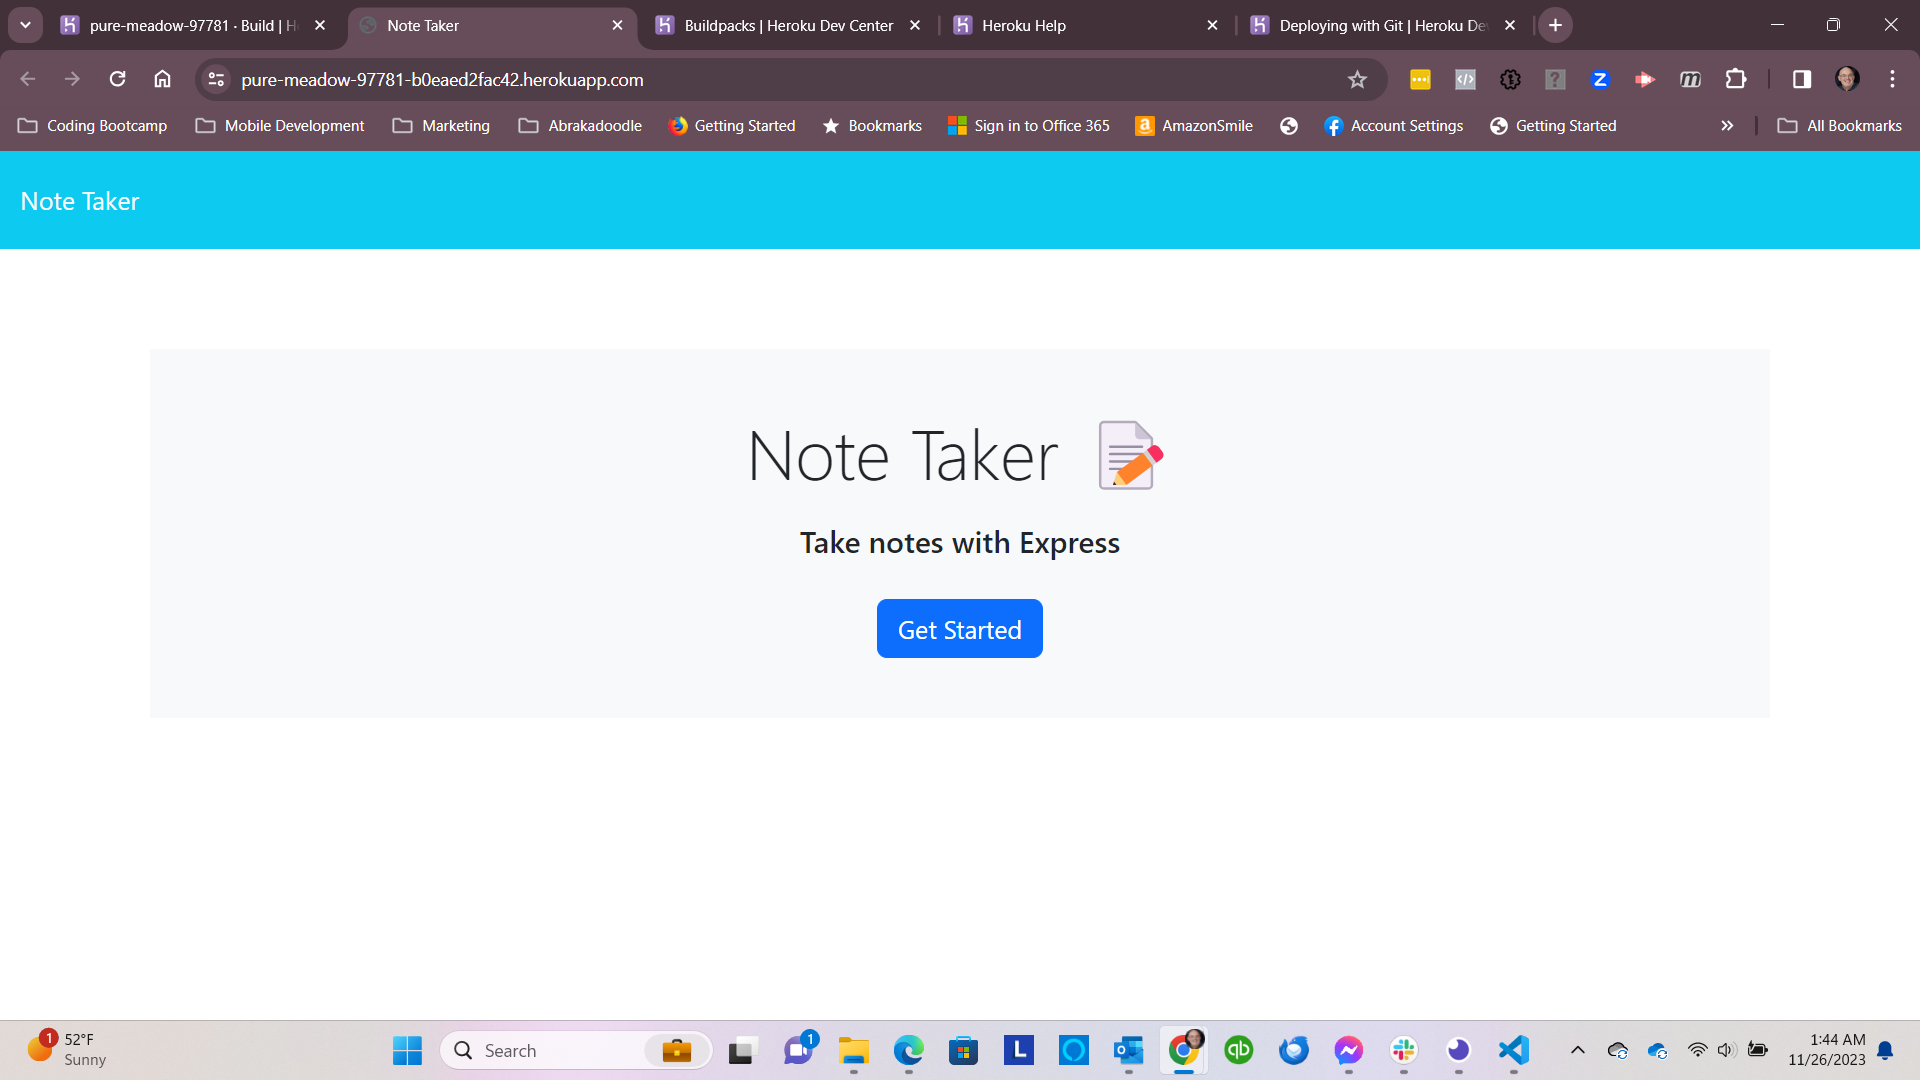 pure-meadow-97781 · Build | H
Note Taker
Buildpacks | Heroku Dev Center
Heroku Help
Deploying with Git | Heroku De
pure-meadow-97781-b0eaed2fac42.herokuapp.com
Coding Bootcamp
Mobile Development
Marketing
Abrakadoodle
Getting Started
Bookmarks
Sign in to Office 365
AmazonSmile
Account Settings
Getting Started
All Bookmarks
Note Taker
Note Taker
Take notes with Express
Get Started
1
52°F
Sunny
Search
1
L
qb
1:44 AM
11/26/2023